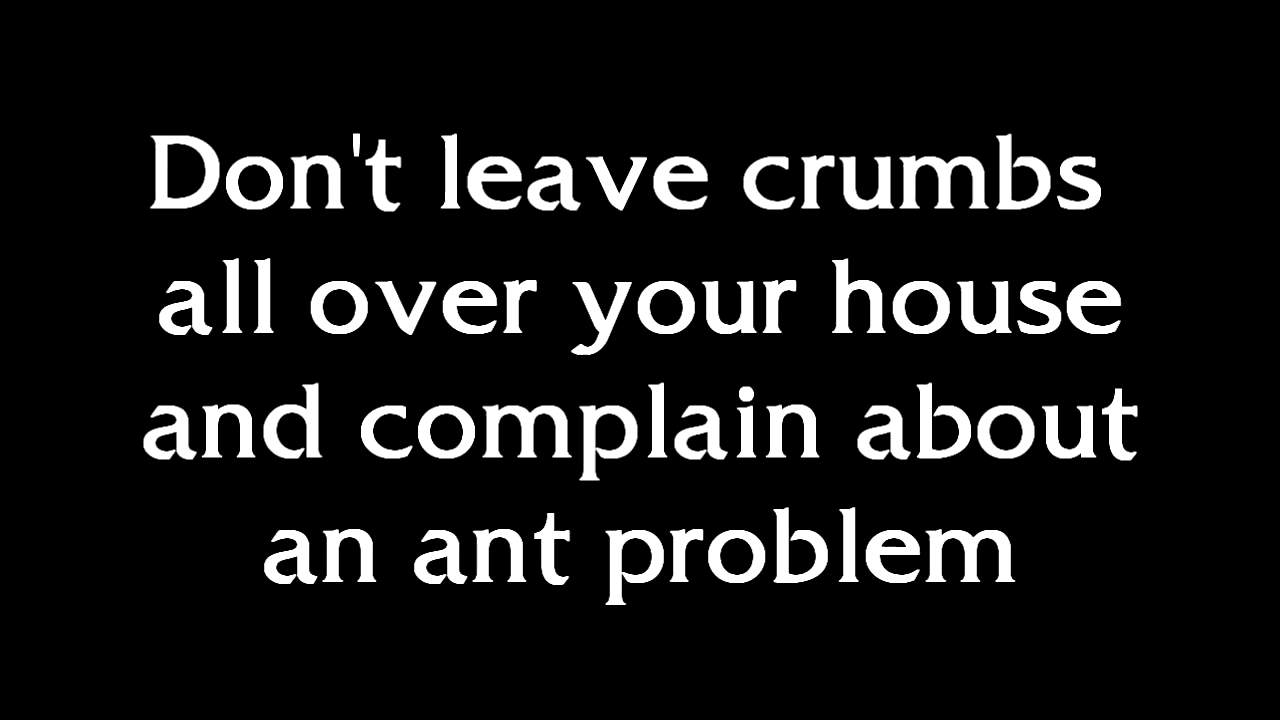 Don't leave crumbs
all over your house
and complain about
an ant problem